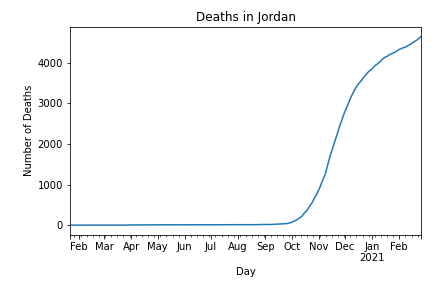 Deaths in Jordan
Number of Deaths
4000
3000
2000
1000
0
Feb Mar Apr May Jun Jul Aug Sep Oct Nov Dec Jan Feb
2021
Day